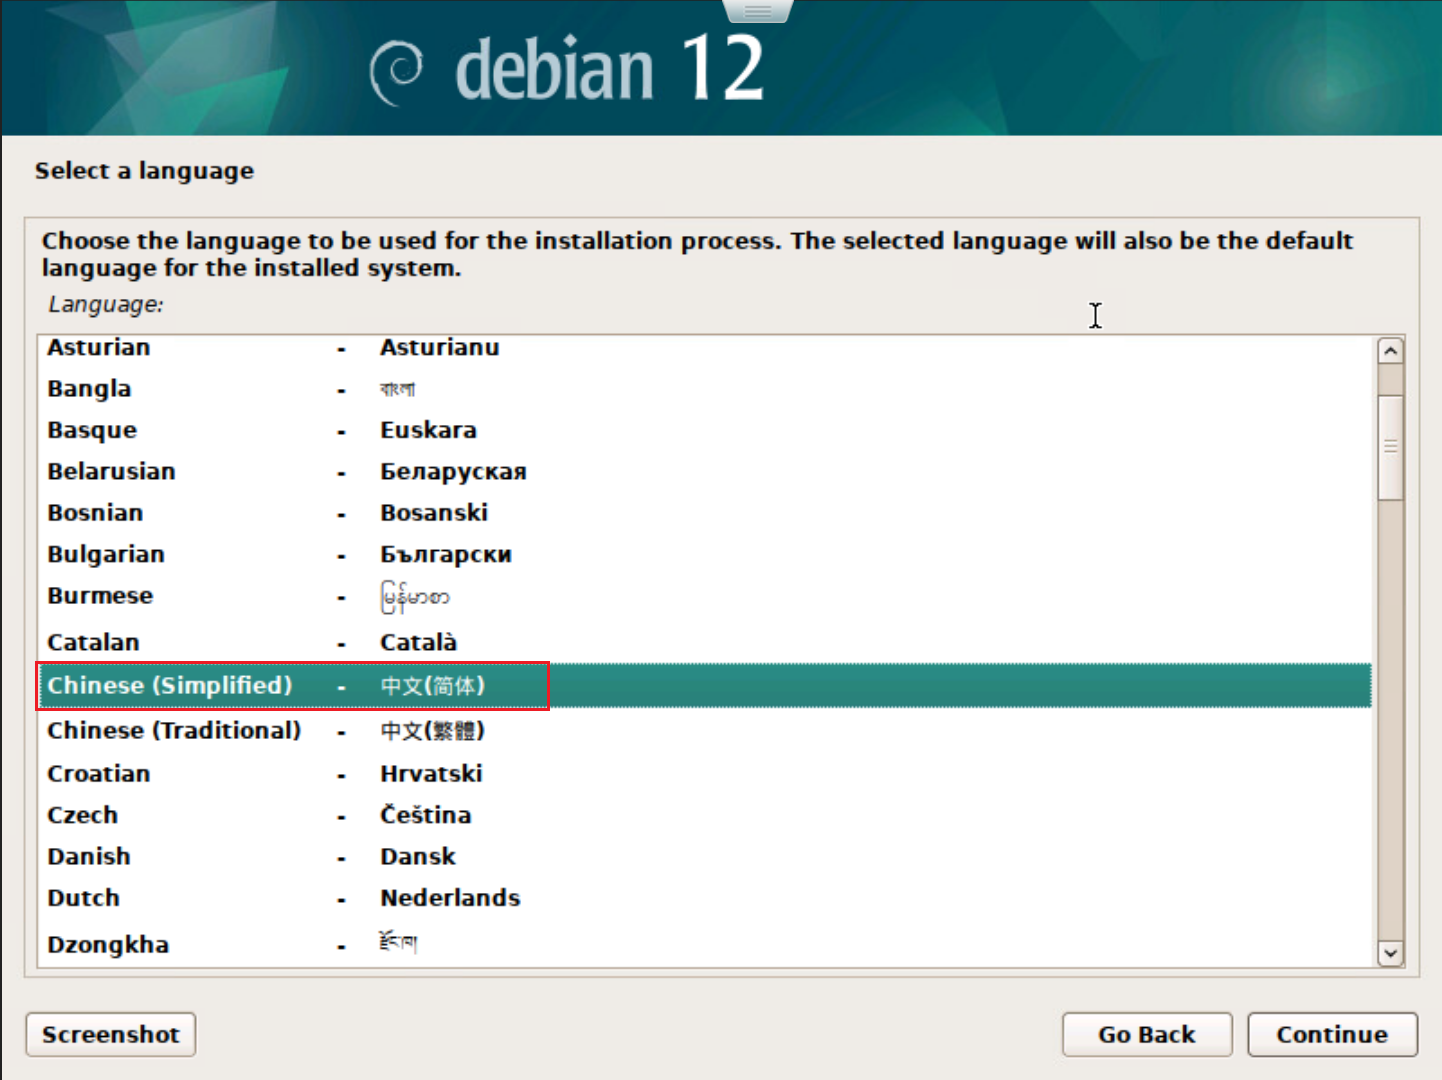 debian 12
Select a language
Choose the language to be used for the installation process. The selected language will also be the default
language for the installed system.
Language:
Asturian - Asturianu
Bangla - বাংলা
Basque - Euskara
Belarusian - Беларуская
Bosnian - Bosanski
Bulgarian - Български
Burmese - မြန်မာစာ
Catalan - Català
Chinese (Simplified) - 中文(简体)
Chinese (Traditional) - 中文(繁體)
Croatian - Hrvatski
Czech - Čeština
Danish - Dansk
Dutch - Nederlands
Dzongkha - རྫོང་ཁ།
Screenshot Go Back Continue